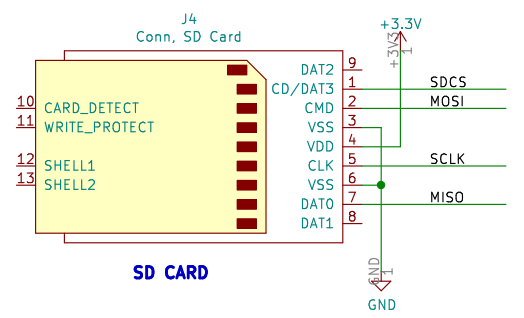 J4
Conn, SD Card
+3.3V
+3V3
1
DAT2 9
CD/DAT3 1 SDCS
10 CARD_DETECT CMD 2 MOSI
11 WRITE_PROTECT VSS 3
VDD 4
12 SHELL1 CLK 5 SCLK
13 SHELL2 VSS 6
DAT0 7 MISO
DAT1 8
SD CARD
GND
1
GND